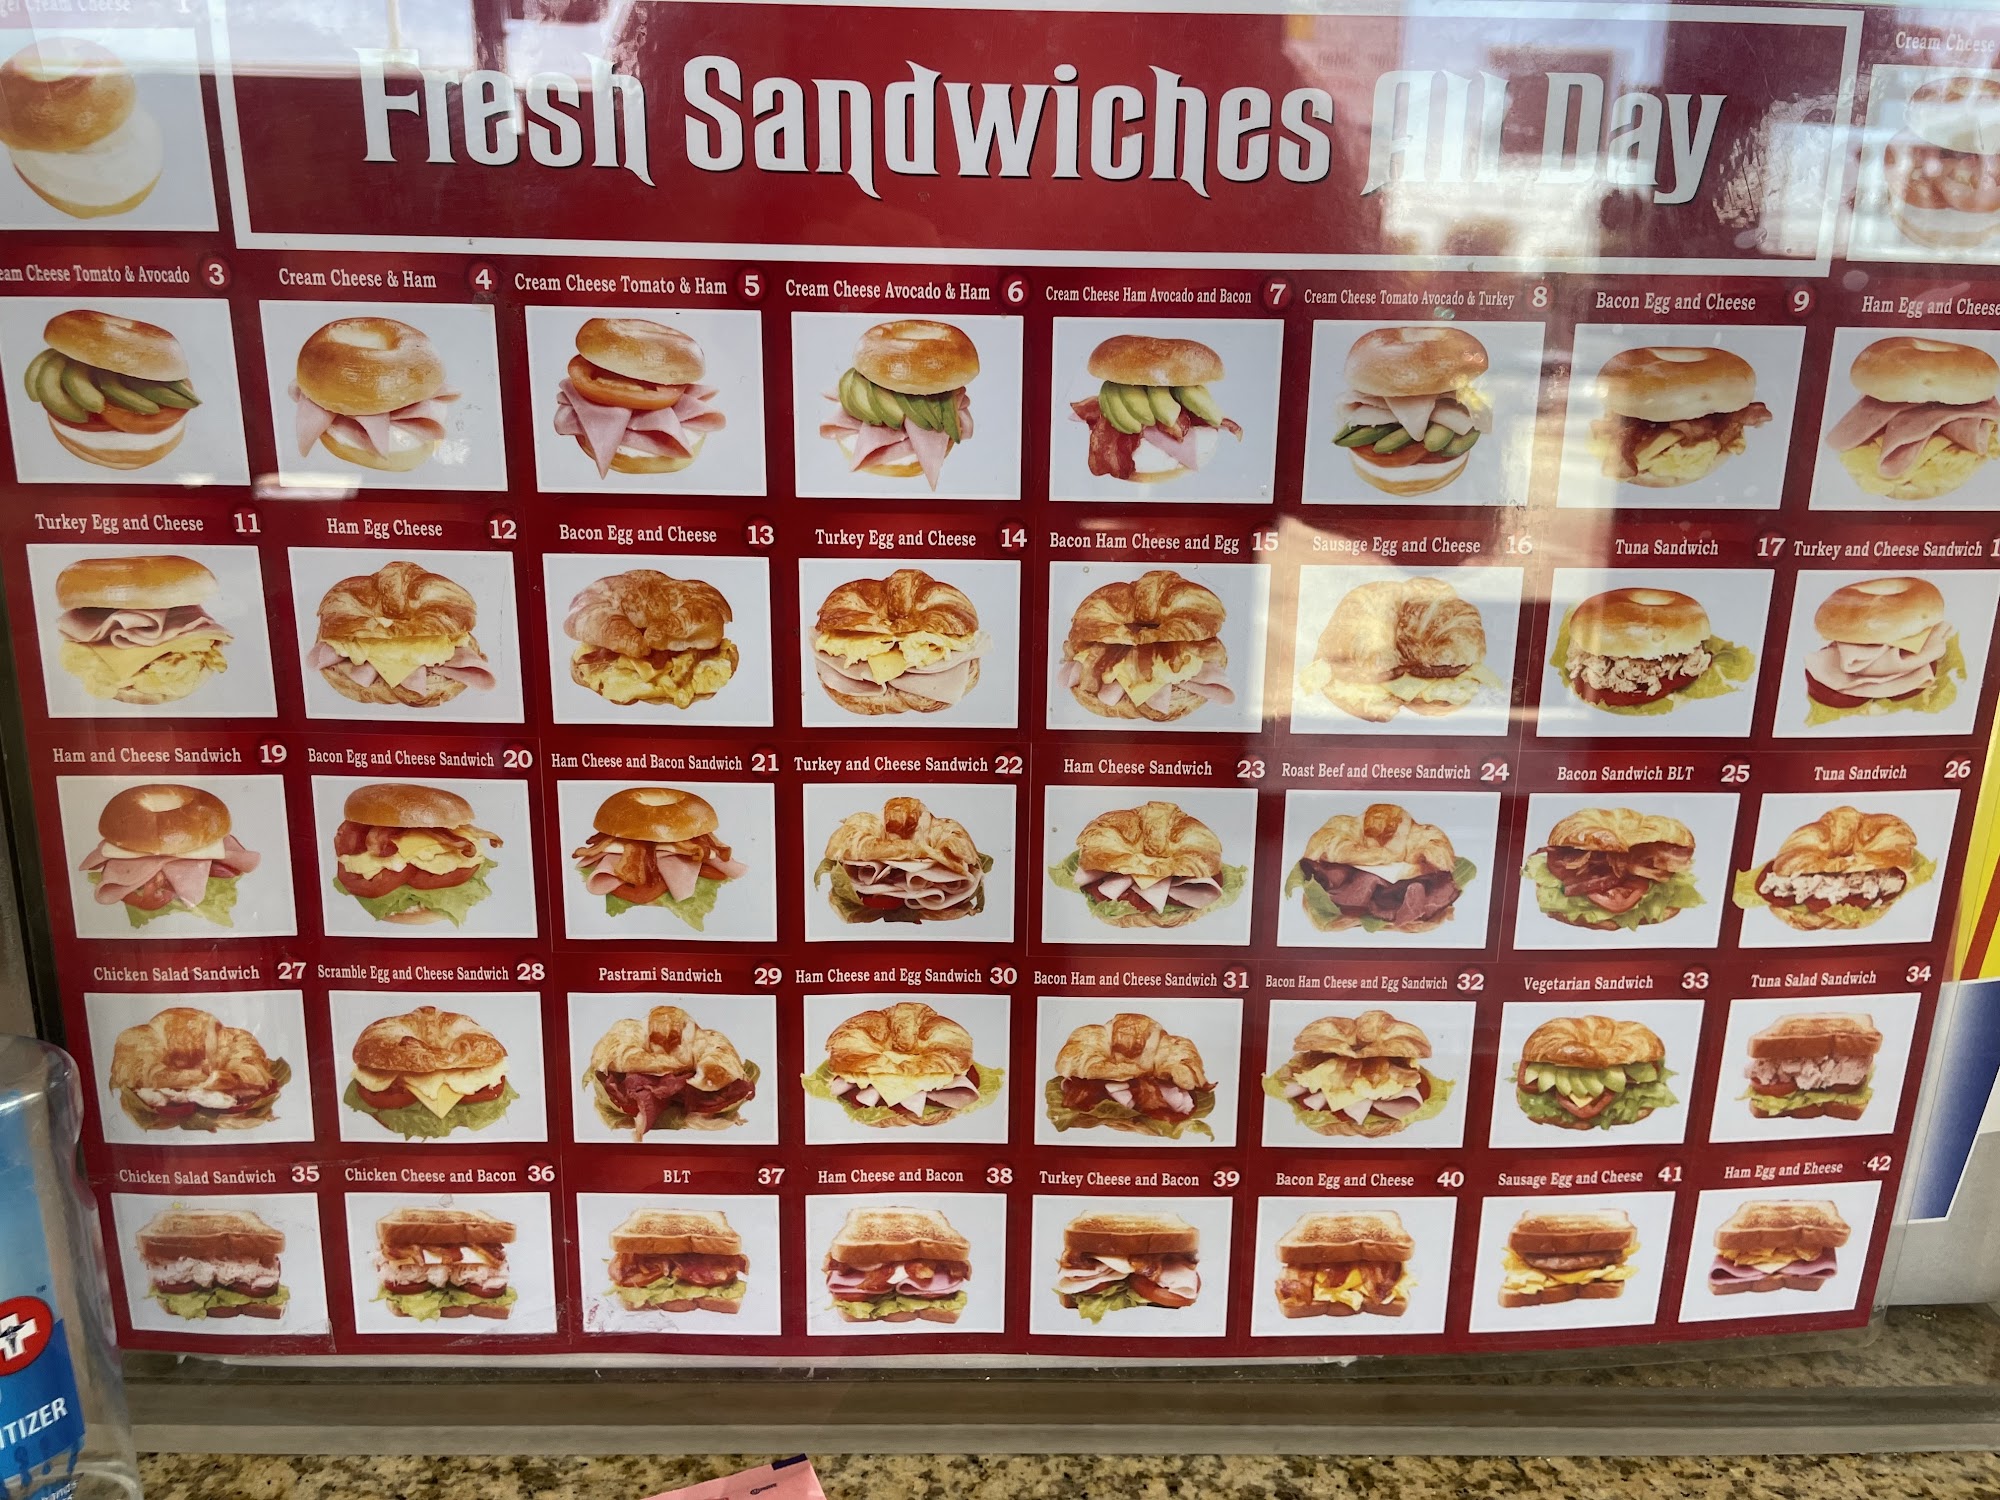 Cream Cheese 1
Fresh Sandwiches All Day
Cream Cheese
eam Cheese Tomato & Avocado 3
Cream Cheese & Ham 4
Cream Cheese Tomato & Ham 5
Cream Cheese Avocado & Ham 6
Cream Cheese Ham Avocado and Bacon 7
Cream Cheese Tomato Avocado & Turkey 8
Bacon Egg and Cheese 9
Ham Egg and Cheese
Turkey Egg and Cheese 11
Ham Egg Cheese 12
Bacon Egg and Cheese 13
Turkey Egg and Cheese 14
Bacon Ham Cheese and Egg 15
Sausage Egg and Cheese 16
Tuna Sandwich 17
Turkey and Cheese Sandwich 1
Ham and Cheese Sandwich 19
Bacon Egg and Cheese Sandwich 20
Ham Cheese and Bacon Sandwich 21
Turkey and Cheese Sandwich 22
Ham Cheese Sandwich 23
Roast Beef and Cheese Sandwich 24
Bacon Sandwich BLT 25
Tuna Sandwich 26
Chicken Salad Sandwich 27
Scramble Egg and Cheese Sandwich 28
Pastrami Sandwich 29
Ham Cheese and Egg Sandwich 30
Bacon Ham and Cheese Sandwich 31
Bacon Ham Cheese and Egg Sandwich 32
Vegetarian Sandwich 33
Tuna Salad Sandwich 34
Chicken Salad Sandwich 35
Chicken Cheese and Bacon 36
BLT 37
Ham Cheese and Bacon 38
Turkey Cheese and Bacon 39
Bacon Egg and Cheese 40
Sausage Egg and Cheese 41
Ham Egg and Eheese 42
ITIZER
hands